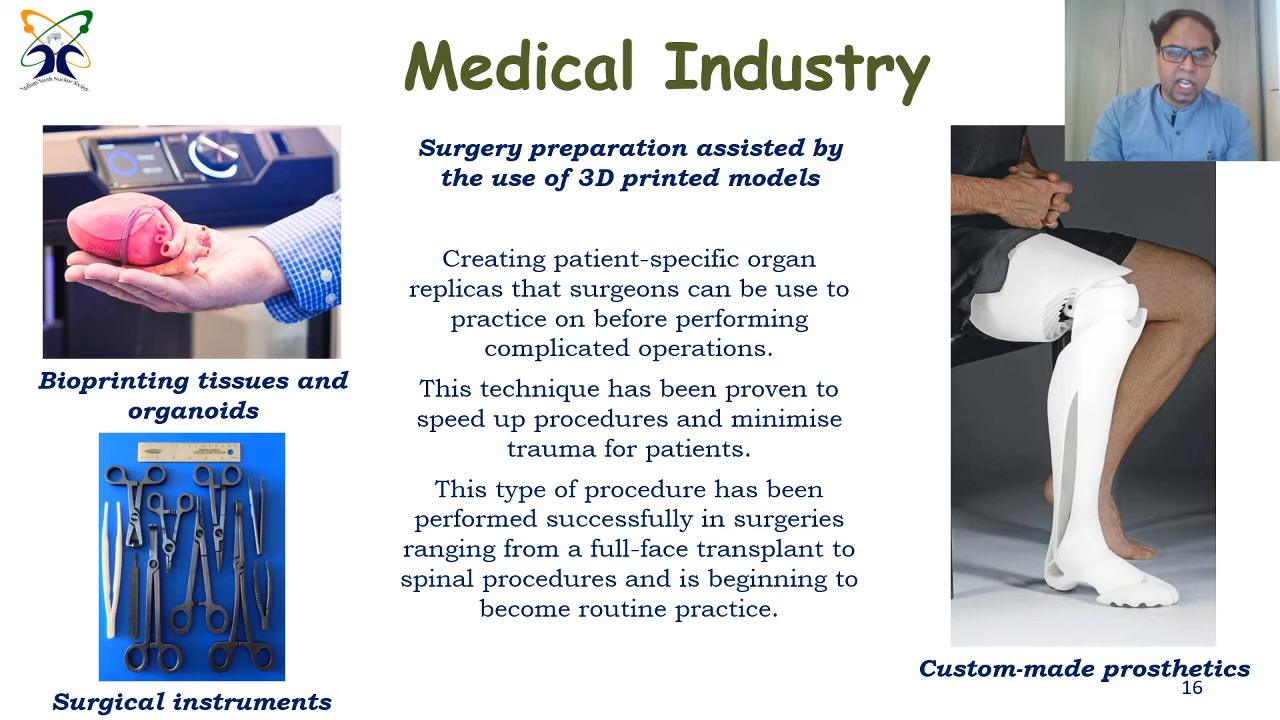 Indian Youth Nuclear Society
Medical Industry
Surgery preparation assisted by
the use of 3D printed models
Creating patient-specific organ
replicas that surgeons can be use to
practice on before performing
complicated operations.
This technique has been proven to
speed up procedures and minimise
trauma for patients.
This type of procedure has been
performed successfully in surgeries
ranging from a full-face transplant to
spinal procedures and is beginning to
become routine practice.
Bioprinting tissues and
organoids
Surgical instruments
Custom-made prosthetics
16